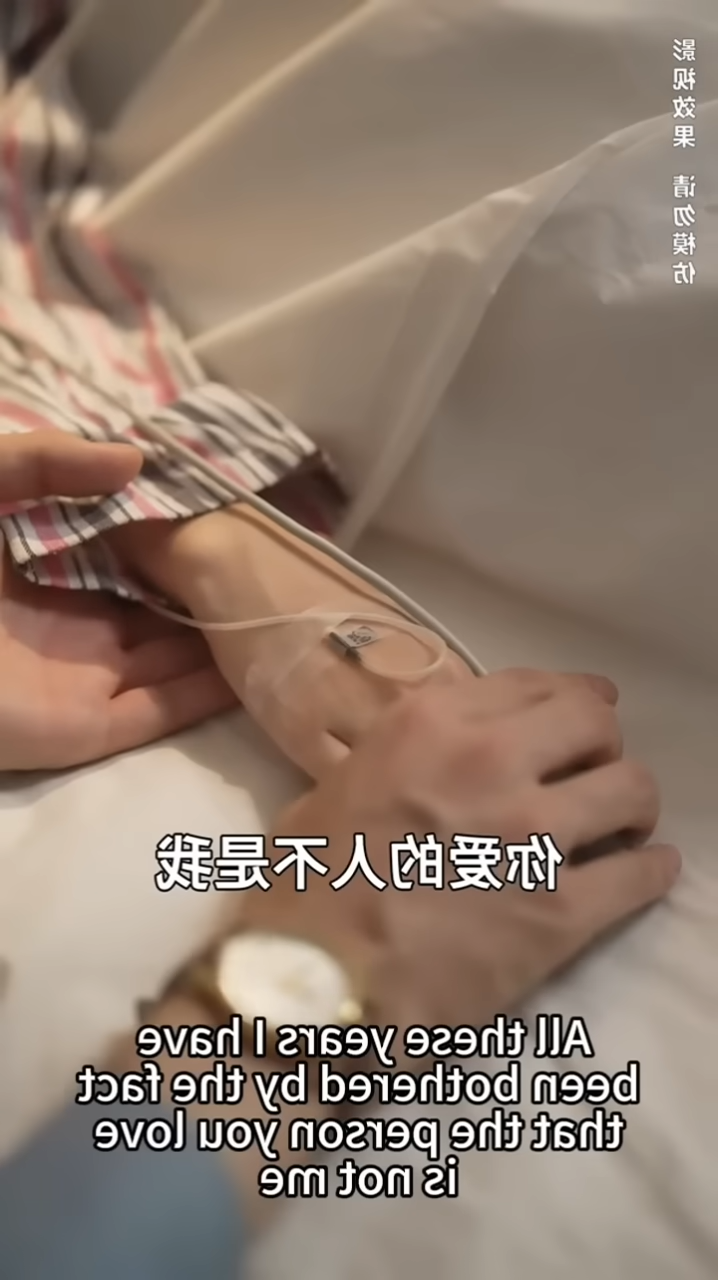 影视效果 请勿模仿
你爱的人不是我
All these years I have
been bothered by the fact
that the person you love
is not me